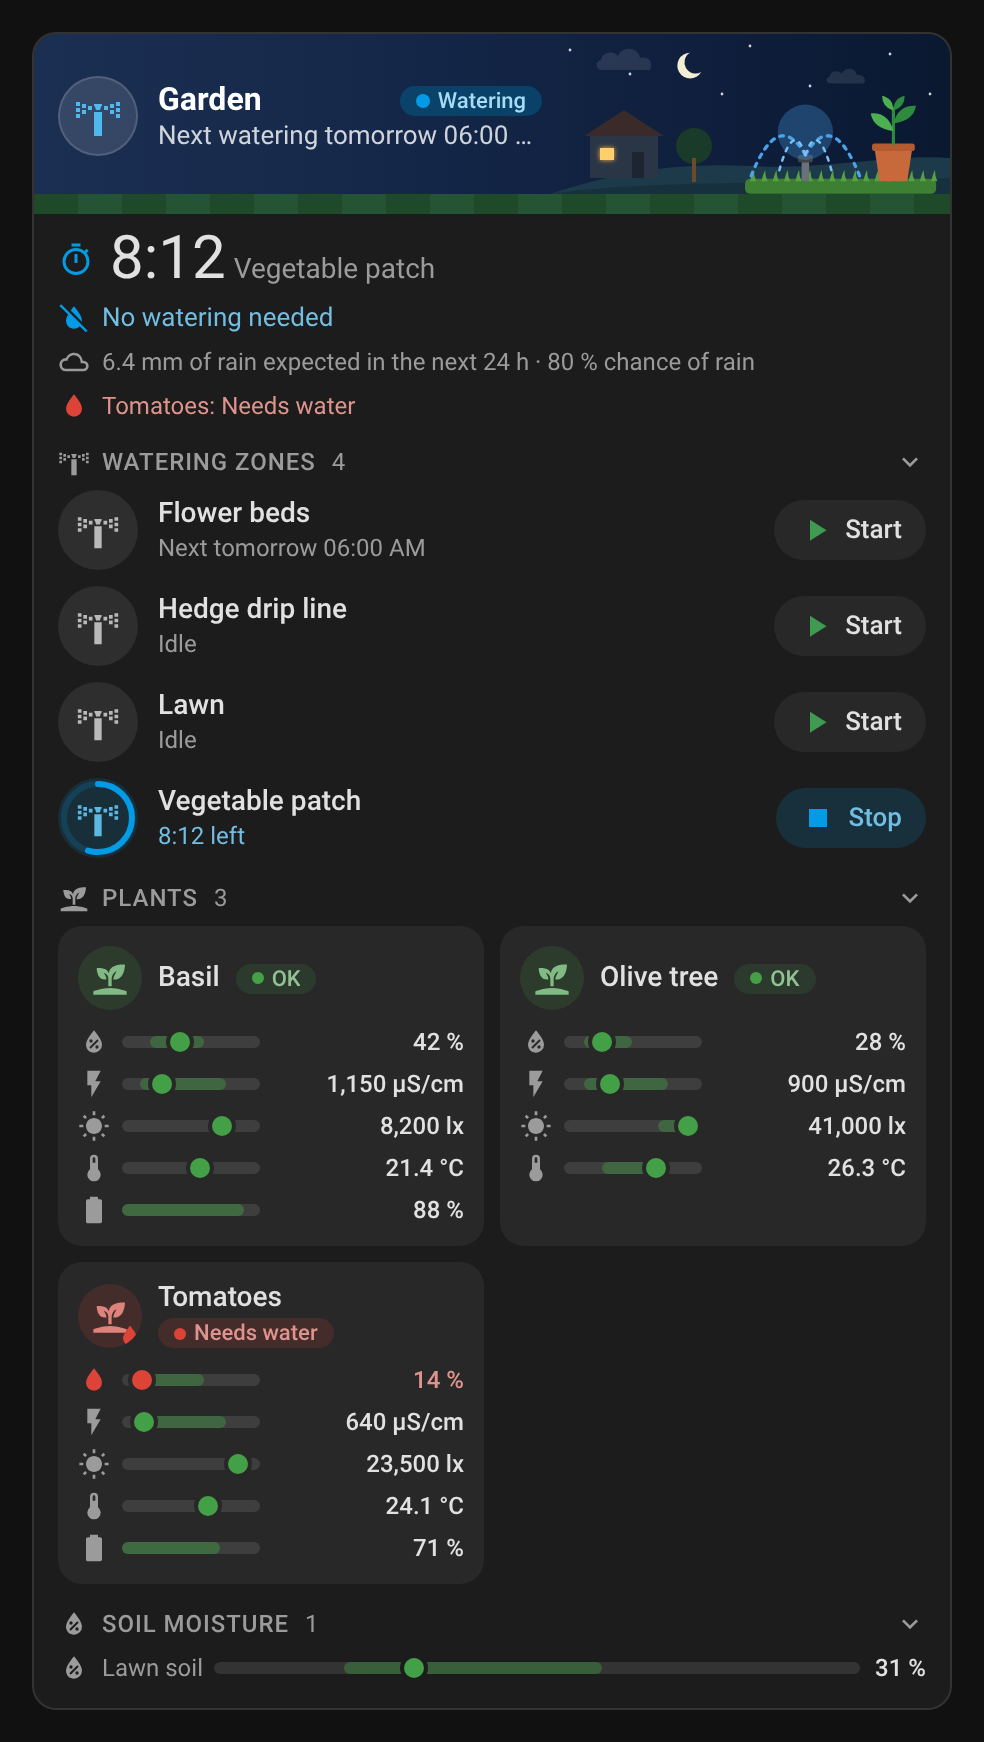 Garden
Watering
Next watering tomorrow 06:00 ...
8:12 Vegetable patch
No watering needed
6.4 mm of rain expected in the next 24 h · 80 % chance of rain
Tomatoes: Needs water
WATERING ZONES 4
Flower beds
Next tomorrow 06:00 AM
Start
Hedge drip line
Idle
Start
Lawn
Idle
Start
Vegetable patch
8:12 left
Stop
PLANTS 3
Basil
OK
42 %
1,150 µS/cm
8,200 lx
21.4 °C
88 %
Olive tree
OK
28 %
900 µS/cm
41,000 lx
26.3 °C
Tomatoes
Needs water
14 %
640 µS/cm
23,500 lx
24.1 °C
71 %
SOIL MOISTURE 1
Lawn soil
31 %